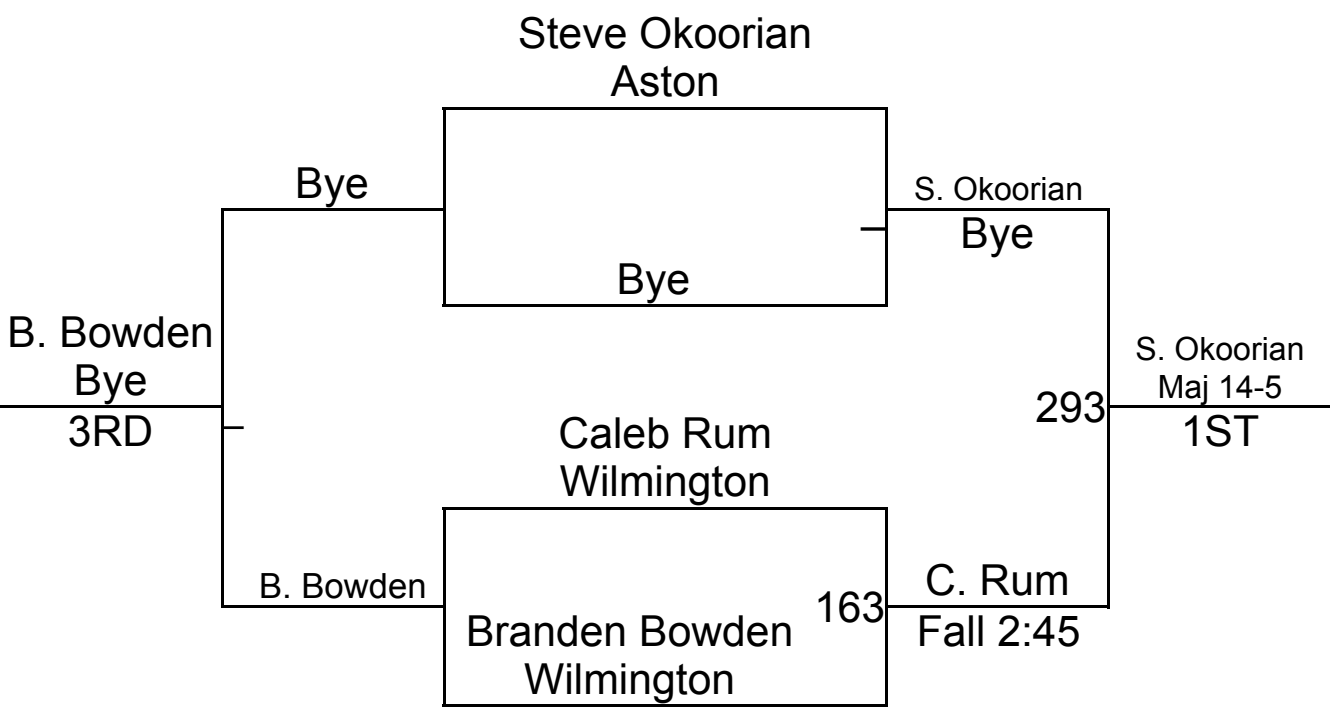 Steve Okoorian
Aston
Bye
S. Okoorian
Bye
Bye
B. Bowden
Bye
3RD
S. Okoorian
Maj 14-5
1ST
293
Caleb Rum
Wilmington
B. Bowden
163
C. Rum
Fall 2:45
Branden Bowden
Wilmington